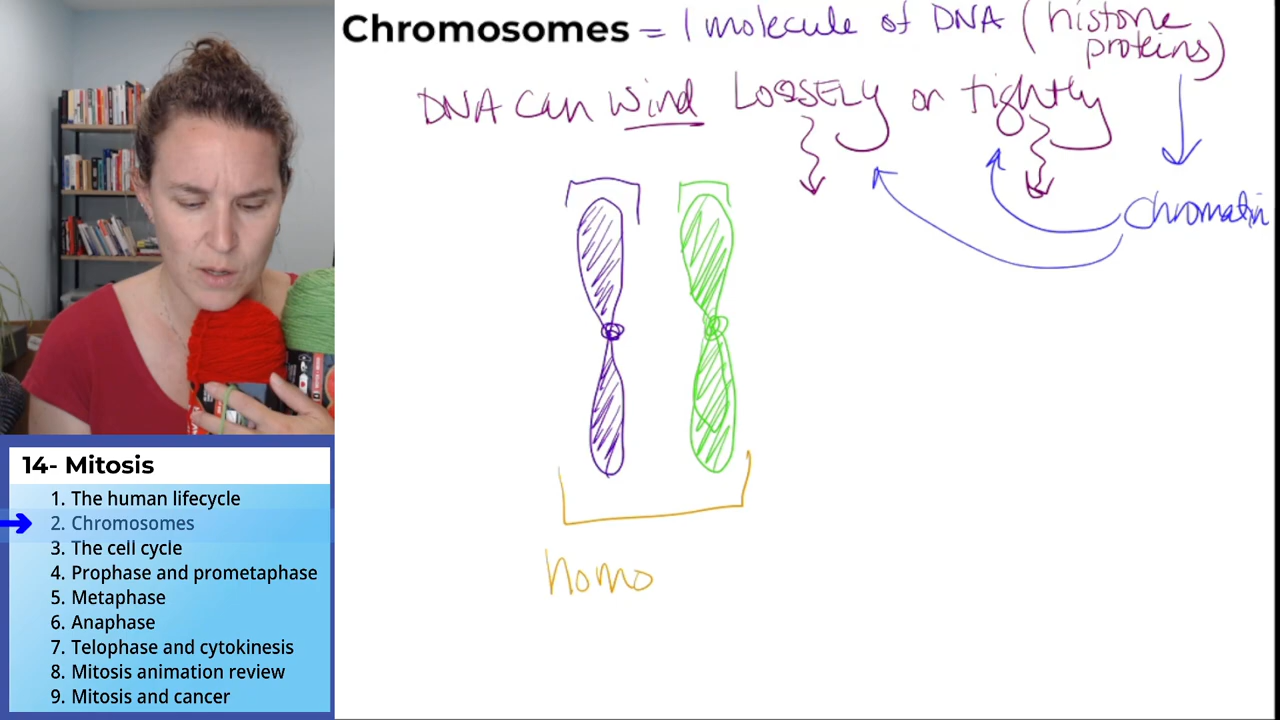 Chromosomes = 1 molecule of DNA (histone
proteins)
DNA can wind LOOSELY or tightly
chromatin
homo
14- Mitosis
1. The human lifecycle
2. Chromosomes
3. The cell cycle
4. Prophase and prometaphase
5. Metaphase
6. Anaphase
7. Telophase and cytokinesis
8. Mitosis animation review
9. Mitosis and cancer